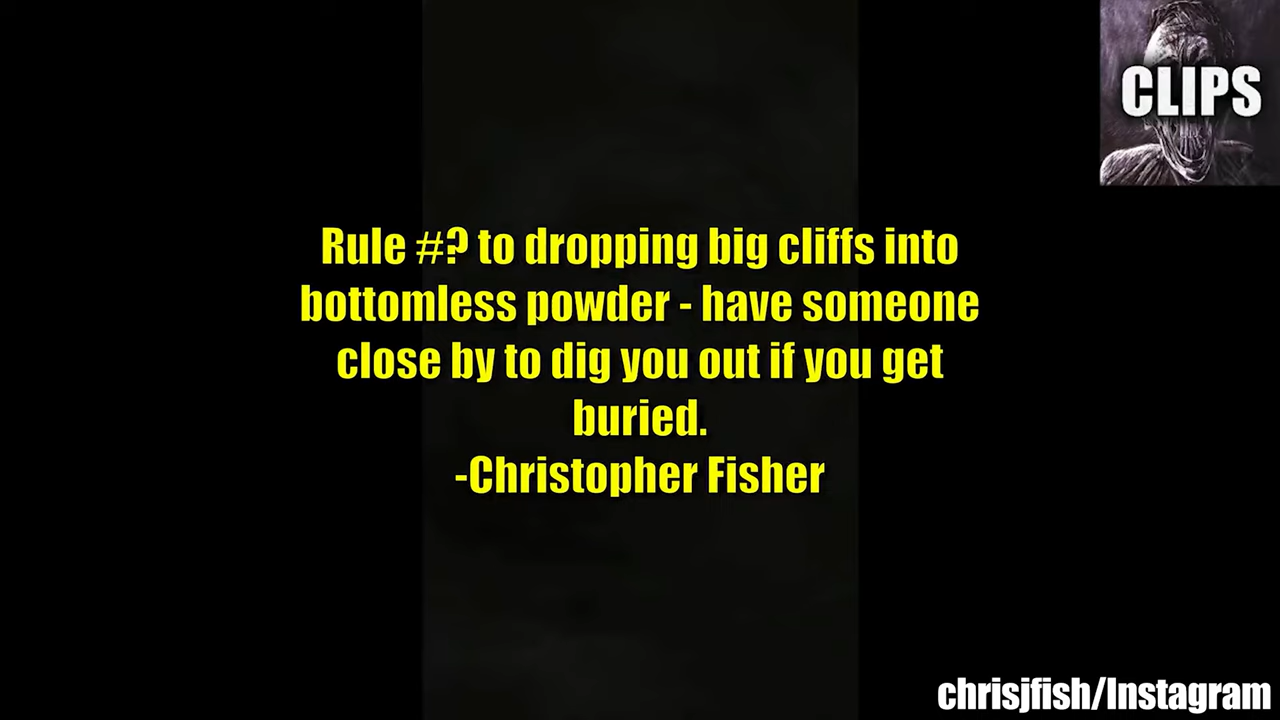 CLIPS
Rule #? to dropping big cliffs into
bottomless powder - have someone
close by to dig you out if you get
buried.
-Christopher Fisher
chrisjfish/Instagram